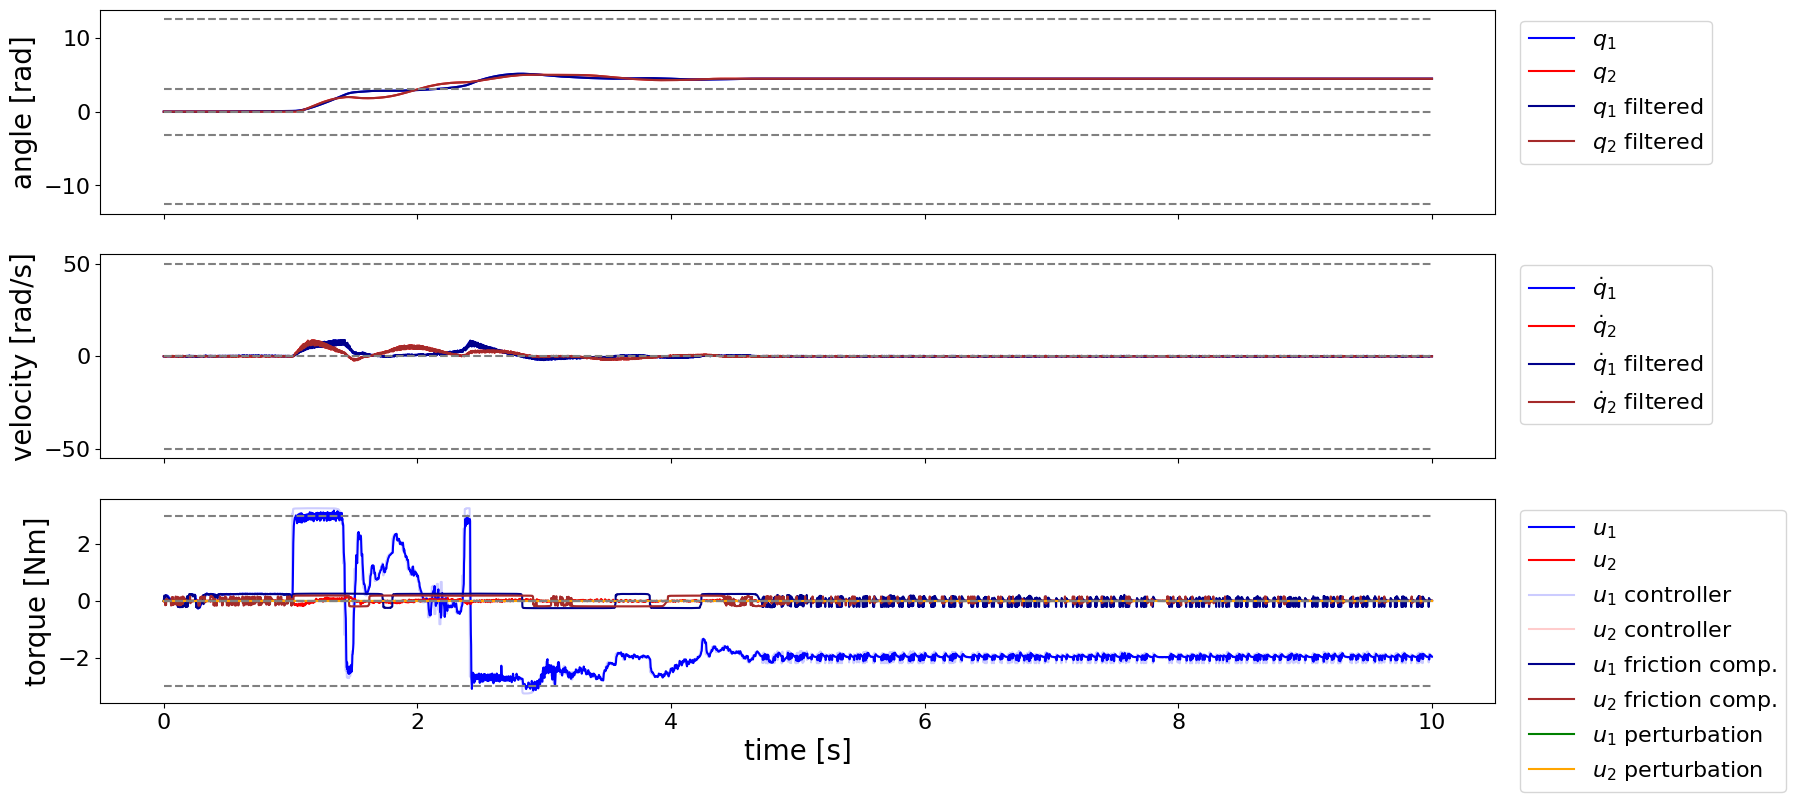 angle [rad]
10
0
−10
q₁
q₂
q₁ filtered
q₂ filtered
velocity [rad/s]
50
0
−50
q̇₁
q̇₂
q̇₁ filtered
q̇₂ filtered
torque [Nm]
2
0
−2
0 2 4 6 8 10
time [s]
u₁
u₂
u₁ controller
u₂ controller
u₁ friction comp.
u₂ friction comp.
u₁ perturbation
u₂ perturbation